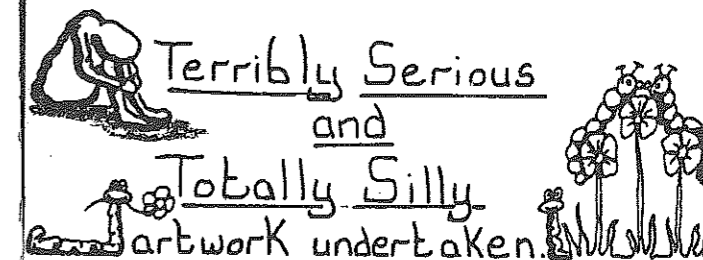 Terribly Serious
and
Totally Silly
artwork undertaken.